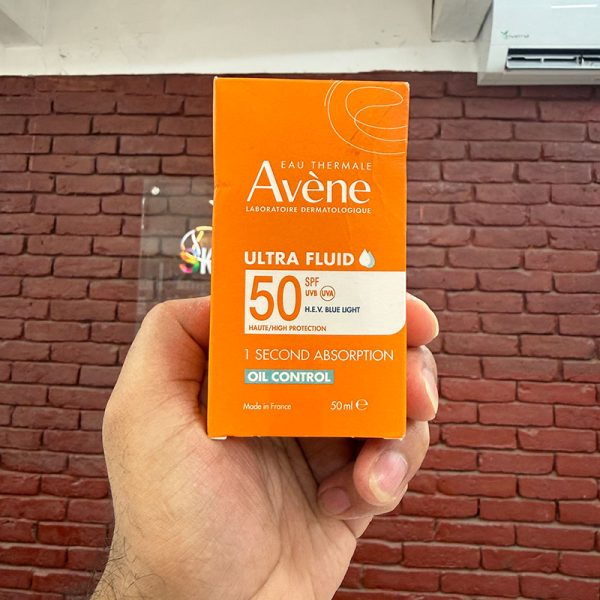 EAU THERMALE
Avène
LABORATOIRE DERMATOLOGIQUE
ULTRA FLUID
50 SPF
UVB UVA
H.E.V. BLUE LIGHT
HAUTE/HIGH PROTECTION
1 SECOND ABSORPTION
OIL CONTROL
Made in France 50 ml e